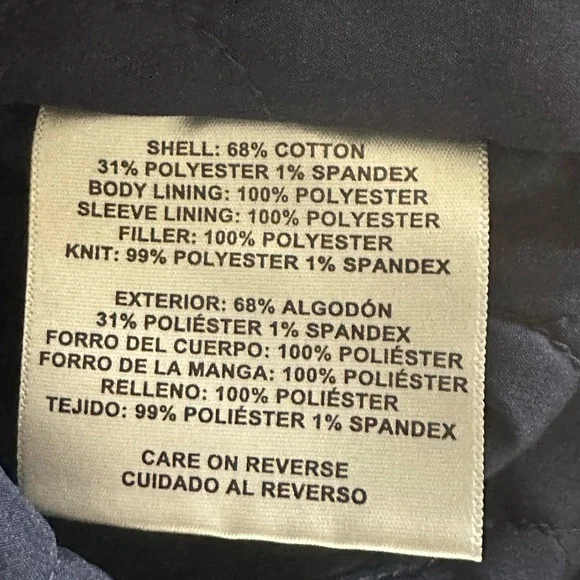 SHELL: 68% COTTON
31% POLYESTER 1% SPANDEX
BODY LINING: 100% POLYESTER
SLEEVE LINING: 100% POLYESTER
FILLER: 100% POLYESTER
KNIT: 99% POLYESTER 1% SPANDEX
EXTERIOR: 68% ALGODÓN
31% POLIÉSTER 1% SPANDEX
FORRO DEL CUERPO: 100% POLIÉSTER
FORRO DE LA MANGA: 100% POLIÉSTER
RELLENO: 100% POLIÉSTER
TEJIDO: 99% POLIÉSTER 1% SPANDEX
CARE ON REVERSE
CUIDADO AL REVERSO